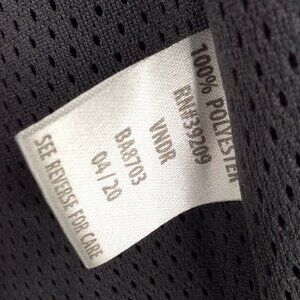 100% POLYESTER
RN#39209
VNDR
BA8703
04/20
SEE REVERSE FOR CARE